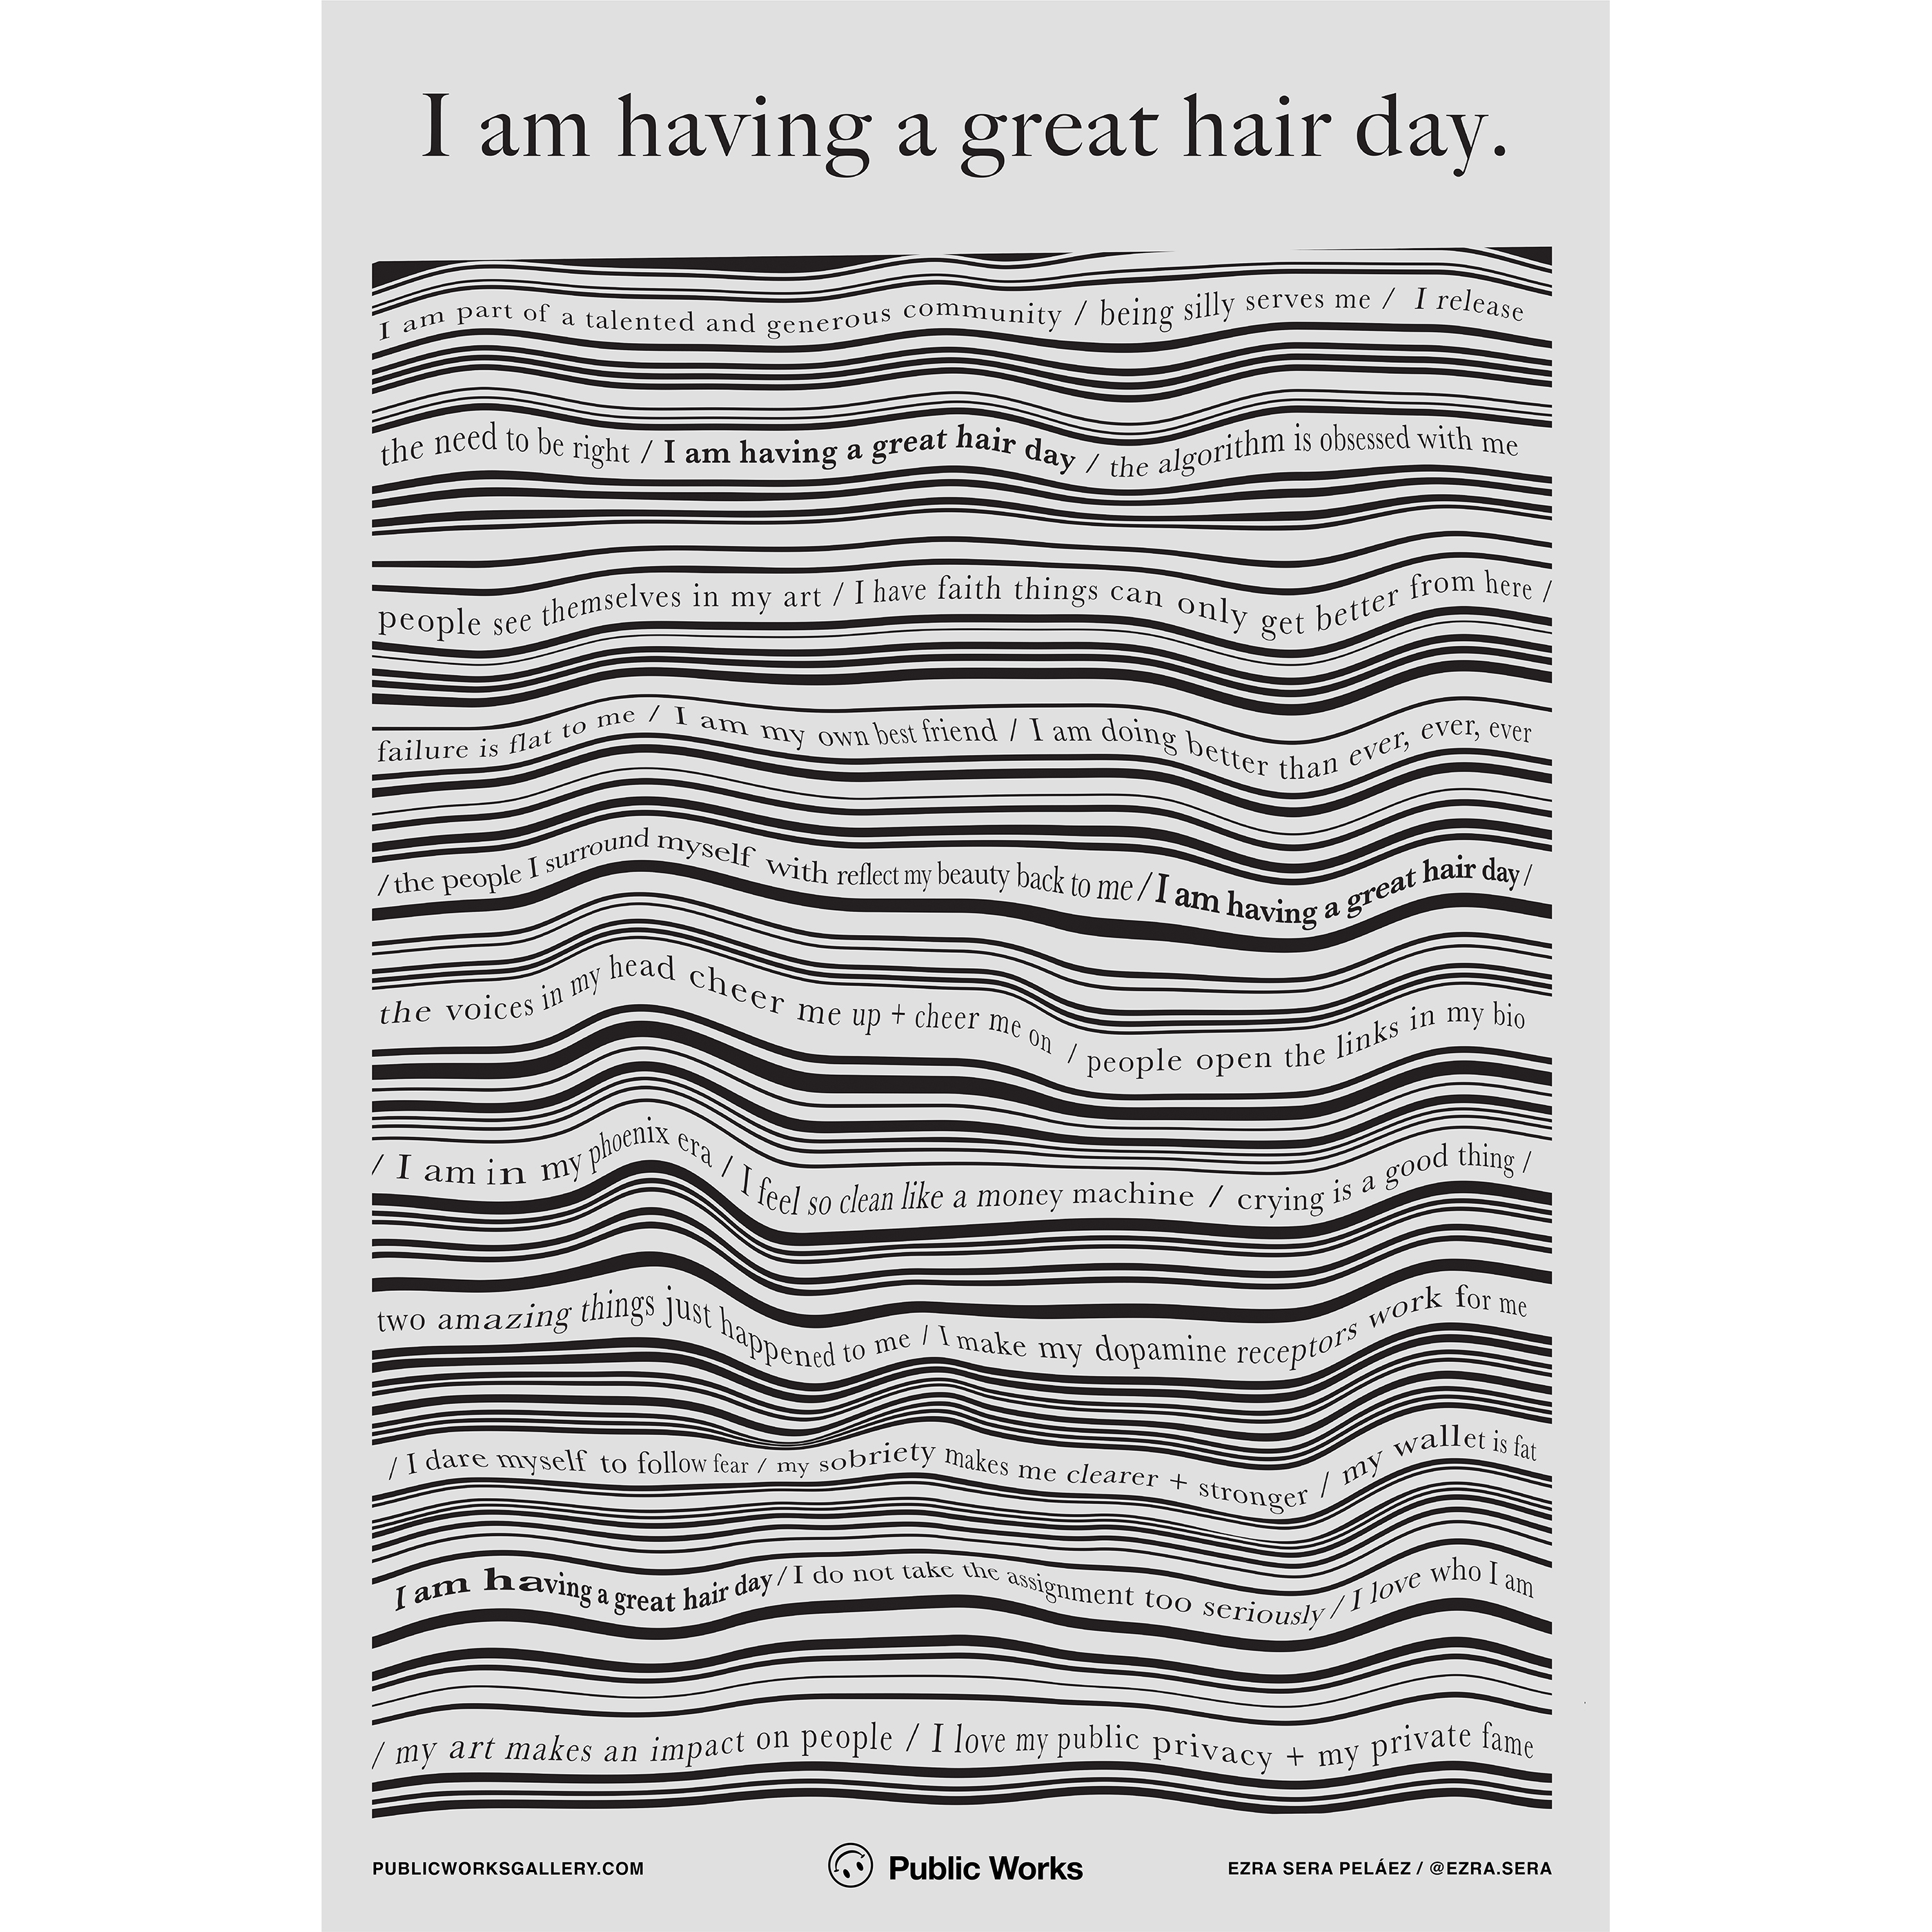 I am having a great hair day.
I am part of a talented and generous community / being silly serves me / I release
the need to be right / I am having a great hair day / the algorithm is obsessed with me
people see themselves in my art / I have faith things can only get better from here /
failure is flat to me / I am my own best friend / I am doing better than ever, ever, ever
/ the people I surround myself with reflect my beauty back to me / I am having a great hair day /
the voices in my head cheer me up + cheer me on / people open the links in my bio
/ I am in my phoenix era / I feel so clean like a money machine / crying is a good thing /
two amazing things just happened to me / I make my dopamine receptors work for me
/ I dare myself to follow fear / my sobriety makes me clearer + stronger / my wallet is fat
I am having a great hair day / I do not take the assignment too seriously / I love who I am
/ my art makes an impact on people / I love my public privacy + my private fame
PUBLICWORKSGALLERY.COM
Public Works
EZRA SERA PELÁEZ / @EZRA.SERA